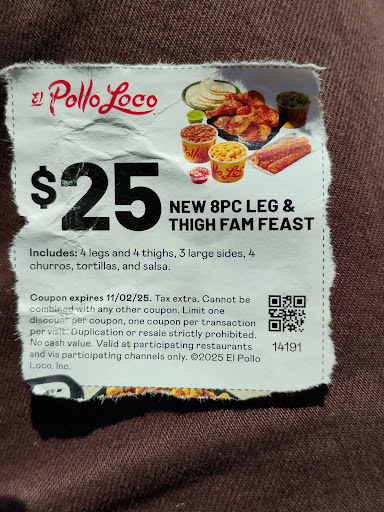 El Pollo Loco
$25
NEW 8PC LEG &
THIGH FAM FEAST
Includes: 4 legs and 4 thighs, 3 large sides, 4
churros, tortillas, and salsa.
Coupon expires 11/02/25. Tax extra. Cannot be
combined with any other coupon. Limit one
discount per coupon, one coupon per transaction
per visit. Duplication or resale strictly prohibited.
No cash value. Valid at participating restaurants
and via participating channels only. ©2025 El Pollo
Loco, Inc.
14191